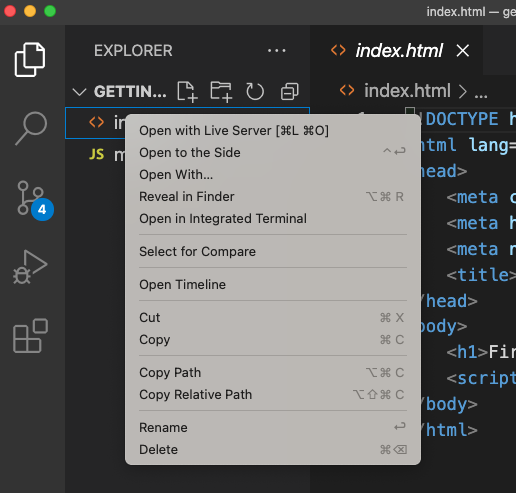 index.html — ge
EXPLORER ...
index.html
GETTIN...
index.html > ...
JS
DOCTYPE h
html lang=
head>
<meta c
<meta h
<meta n
<title>
/head>
body>
<h1>Fir
<script
/body>
/html>
4
Open with Live Server [⌘L ⌘O]
Open to the Side ^↩
Open With...
Reveal in Finder ⌥⌘ R
Open in Integrated Terminal
Select for Compare
Open Timeline
Cut ⌘ X
Copy ⌘ C
Copy Path ⌥⌘ C
Copy Relative Path ⌥⇧⌘ C
Rename ↩
Delete ⌘⌫